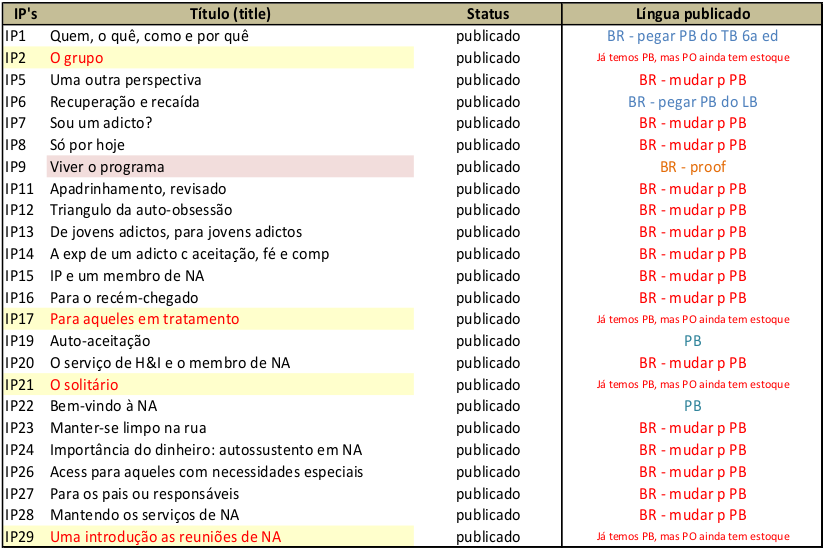 IP's Título (title) Status Língua publicado
IP1 Quem, o quê, como e por quê publicado BR - pegar PB do TB 6a ed
IP2 O grupo publicado Já temos PB, mas PO ainda tem estoque
IP5 Uma outra perspectiva publicado BR - mudar p PB
IP6 Recuperação e recaída publicado BR - pegar PB do LB
IP7 Sou um adicto? publicado BR - mudar p PB
IP8 Só por hoje publicado BR - mudar p PB
IP9 Viver o programa publicado BR - proof
IP11 Apadrinhamento, revisado publicado BR - mudar p PB
IP12 Triangulo da auto-obsessão publicado BR - mudar p PB
IP13 De jovens adictos, para jovens adictos publicado BR - mudar p PB
IP14 A exp de um adicto c aceitação, fé e comp publicado BR - mudar p PB
IP15 IP e um membro de NA publicado BR - mudar p PB
IP16 Para o recém-chegado publicado BR - mudar p PB
IP17 Para aqueles em tratamento publicado Já temos PB, mas PO ainda tem estoque
IP19 Auto-aceitação publicado PB
IP20 O serviço de H&I e o membro de NA publicado BR - mudar p PB
IP21 O solitário publicado Já temos PB, mas PO ainda tem estoque
IP22 Bem-vindo à NA publicado PB
IP23 Manter-se limpo na rua publicado BR - mudar p PB
IP24 Importância do dinheiro: autossustento em NA publicado BR - mudar p PB
IP26 Acess para aqueles com necessidades especiais publicado BR - mudar p PB
IP27 Para os pais ou responsáveis publicado BR - mudar p PB
IP28 Mantendo os serviços de NA publicado BR - mudar p PB
IP29 Uma introdução as reuniões de NA publicado Já temos PB, mas PO ainda tem estoque